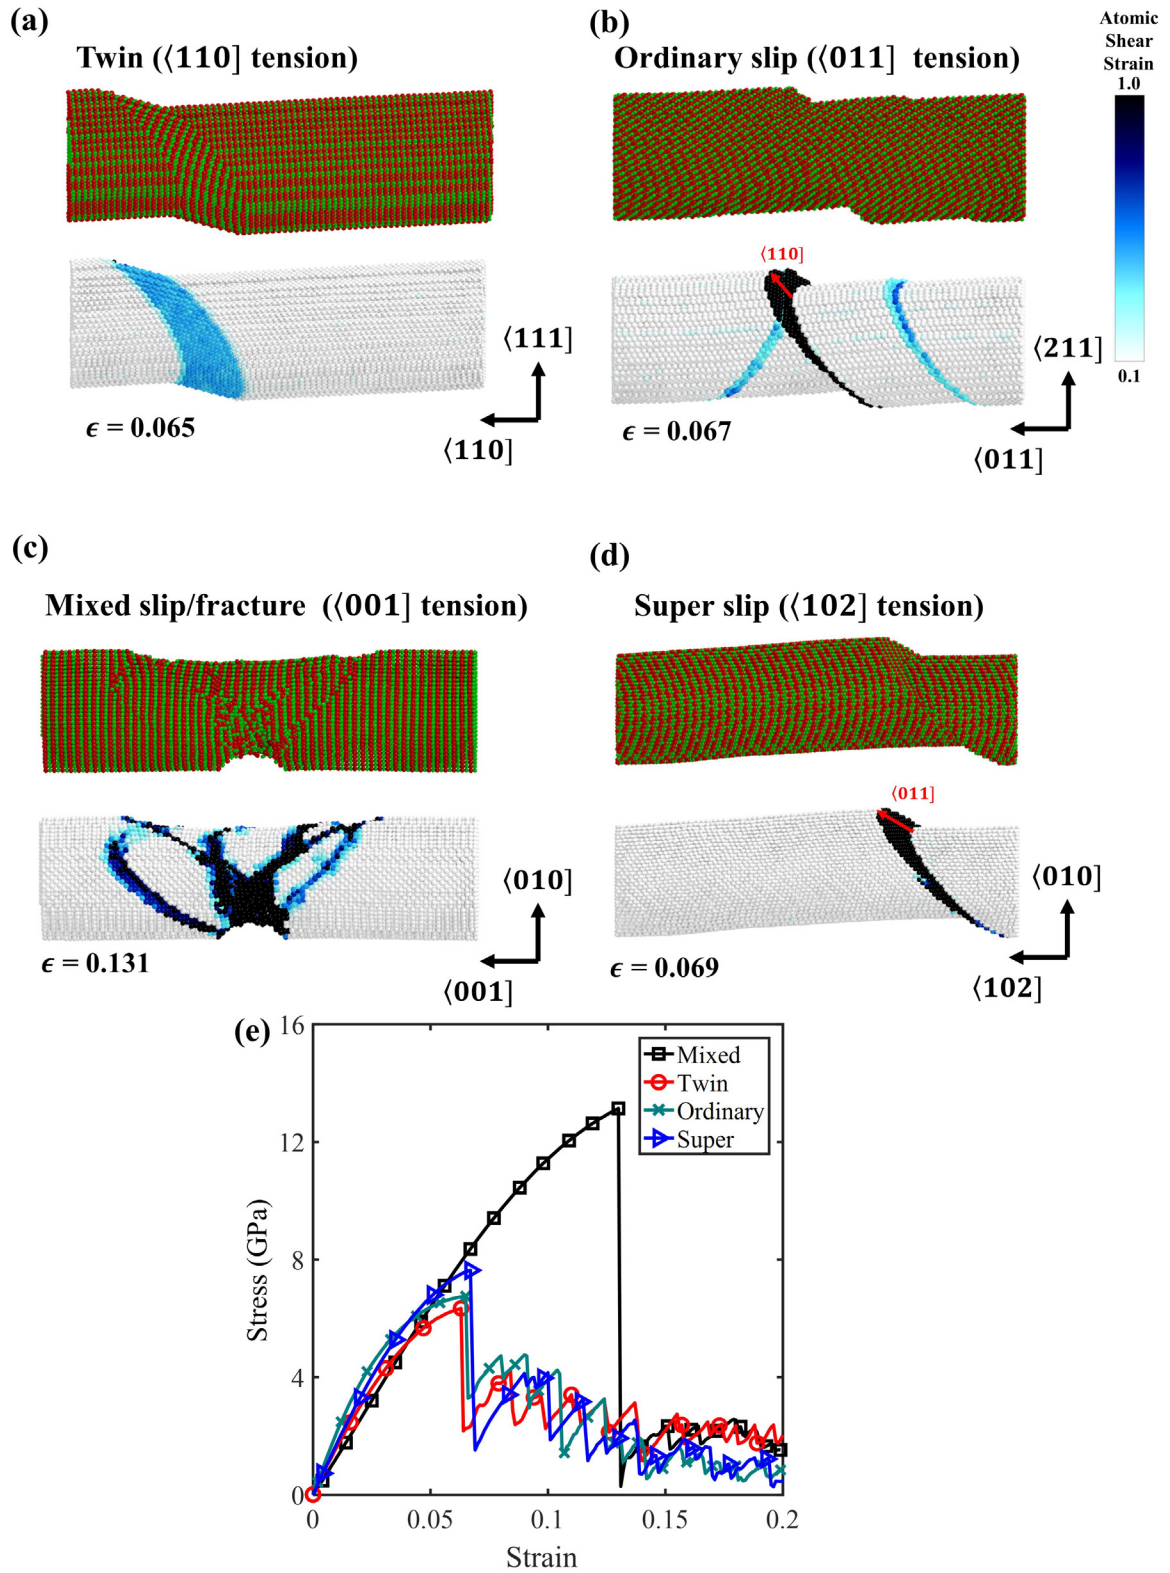 (a)
Twin (⟨110] tension)
⟨111]
ϵ = 0.065
⟨110]
(b)
Ordinary slip (⟨011] tension)
⟨110]
⟨211]
ϵ = 0.067
⟨011]
Atomic
Shear
Strain
1.0
0.1
(c)
Mixed slip/fracture (⟨001] tension)
⟨010]
ϵ = 0.131
⟨001]
(d)
Super slip (⟨102] tension)
⟨011]
⟨010]
ϵ = 0.069
⟨102]
(e)
16
12
8
4
0
Stress (GPa)
Mixed
Twin
Ordinary
Super
0 0.05 0.1 0.15 0.2
Strain